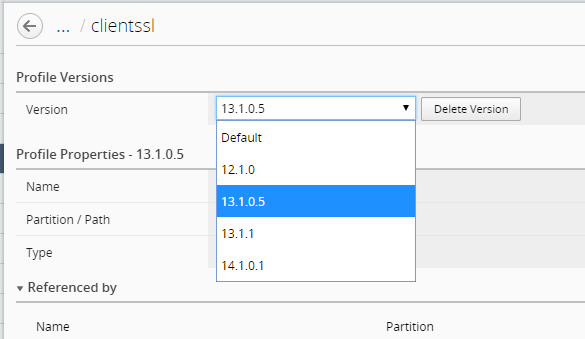 ... / clientssl
Profile Versions
Version
13.1.0.5
Delete Version
Default
12.1.0
13.1.0.5
13.1.1
14.1.0.1
Profile Properties - 13.1.0.5
Name
Partition / Path
Type
Referenced by
Name Partition